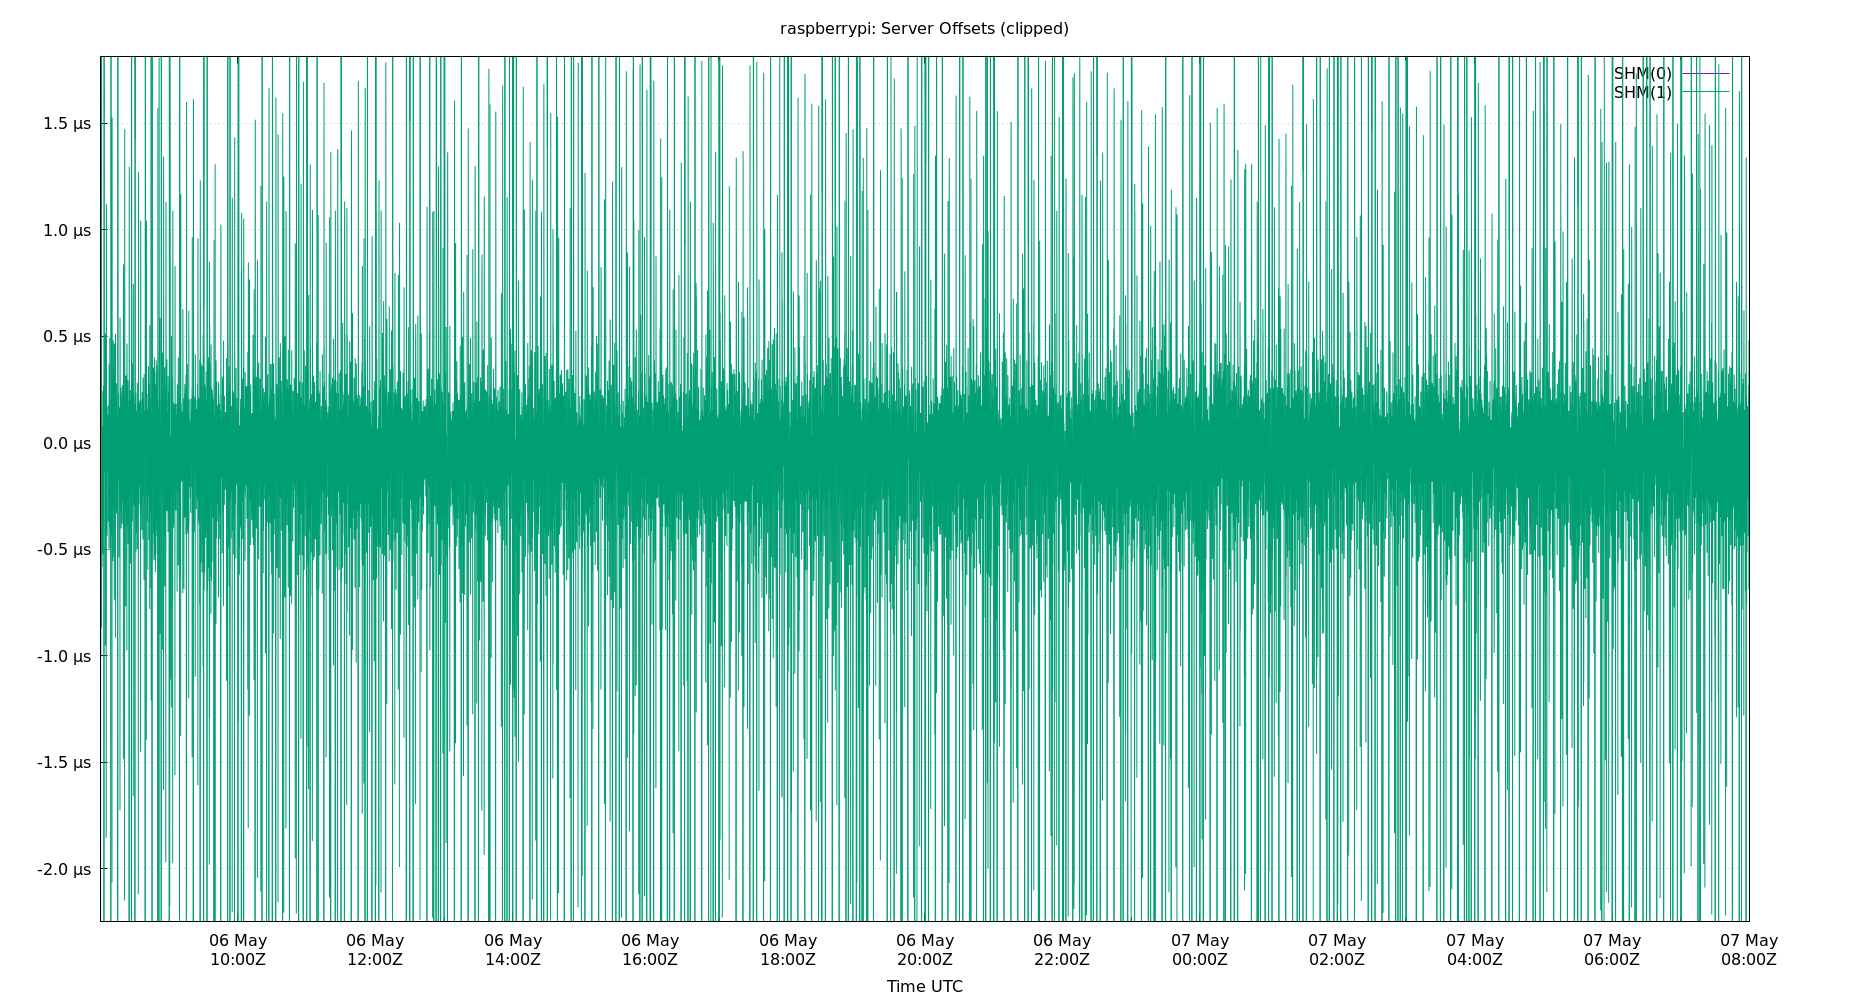 raspberrypi: Server Offsets (clipped)
SHM(0)
SHM(1)
1.5 µs
1.0 µs
0.5 µs
0.0 µs
-0.5 µs
-1.0 µs
-1.5 µs
-2.0 µs
06 May 06 May 06 May 06 May 06 May 06 May 06 May 07 May 07 May 07 May 07 May 07 May
10:00Z 12:00Z 14:00Z 16:00Z 18:00Z 20:00Z 22:00Z 00:00Z 02:00Z 04:00Z 06:00Z 08:00Z
Time UTC